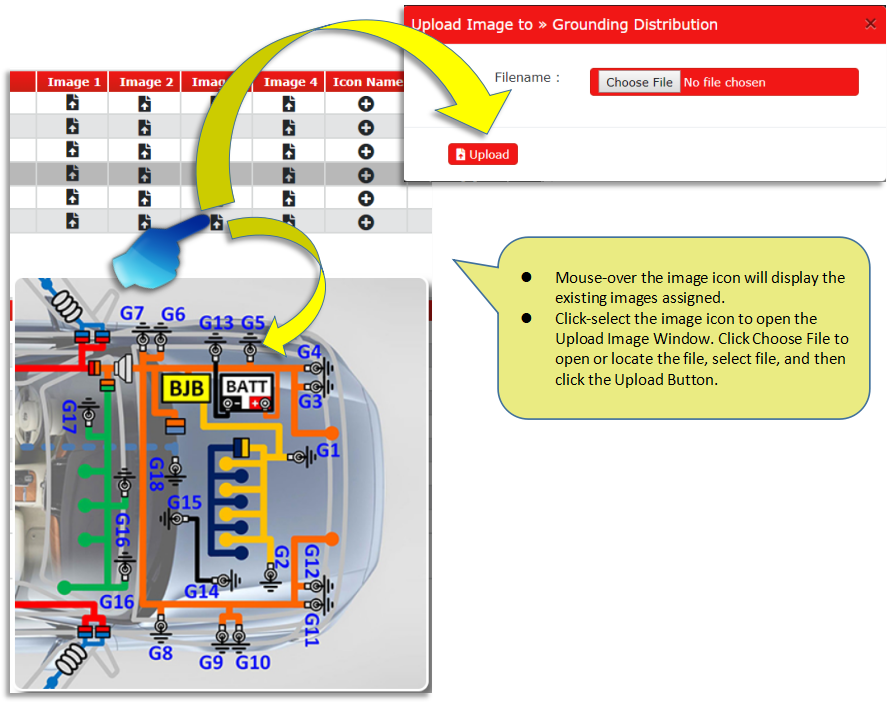 Upload Image to » Grounding Distribution
×
Filename :
Choose File No file chosen
Upload
Image 1 Image 2 Imag Image 4 Icon Name
● Mouse-over the image icon will display the
existing images assigned.
● Click-select the image icon to open the
Upload Image Window. Click Choose File to
open or locate the file, select file, and then
click the Upload Button.
G7 G6
G13 G5
G4
BJB
BATT
- +
G3
G17
G1
G18
G15
G16
G2
G12
G14
G16
G11
G8
G9 G10